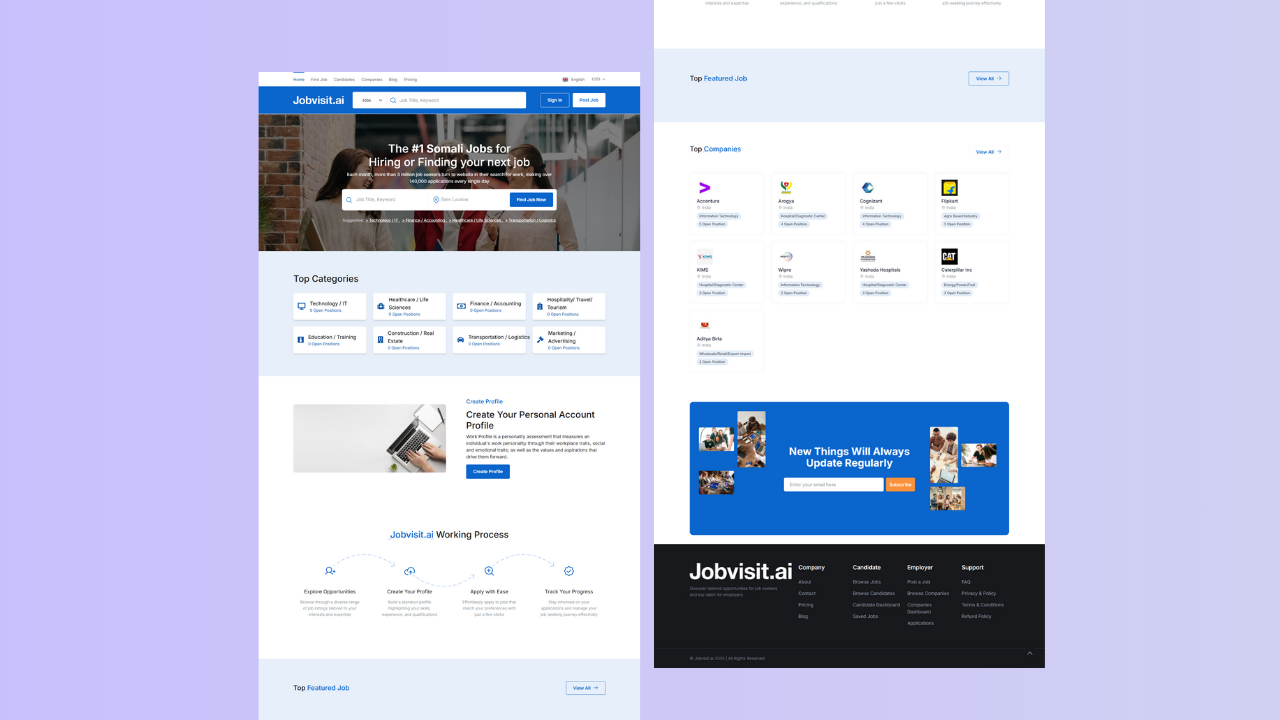 Home Find Job Candidates Companies Blog Pricing English USD
Jobvisit.ai Jobs Job Title, Keyword Sign in Post Job
The #1 Somali Jobs for
Hiring or Finding your next job
Each month, more than 3 million job seekers turn to website in their search for work, making over
140,000 applications every single day
Job Title, Keyword Enter Location Find Job Now
Suggestion: > Technology / IT , > Finance / Accounting , > Healthcare / Life Sciences , > Transportation / Logistics
Top Categories
Technology / IT
0 Open Positions
Healthcare / Life
Sciences
0 Open Positions
Finance / Accounting
0 Open Positions
Hospitality/ Travel/
Tourism
0 Open Positions
Education / Training
0 Open Positions
Construction / Real
Estate
0 Open Positions
Transportation / Logistics
0 Open Positions
Marketing /
Advertising
0 Open Positions
Create Profile
Create Your Personal Account
Profile
Work Profile is a personality assessment that measures an
individual's work personality through their workplace traits, social
and emotional traits; as well as the values and aspirations that
drive them forward.
Create Profile
Jobvisit.ai Working Process
Explore Opportunities
Browse through a diverse range
of job listings tailored to your
interests and expertise
Create Your Profile
Build a standout profile
highlighting your skills,
experience, and qualifications
Apply with Ease
Effortlessly apply to jobs that
match your preferences with
just a few clicks
Track Your Progress
Stay informed on your
applications and manage your
job-seeking journey effectively
Top Featured Job View All
interests and expertise experience, and qualifications just a few clicks job-seeking journey effectively
Top Featured Job View All
Top Companies View All
Accenture
India
Information Technology
5 Open Position
Arogya
India
Hospital/Diagnostic Center
4 Open Position
Cognizant
India
Information Technology
4 Open Position
Flipkart
India
Agro Based Industry
3 Open Position
KIMS
KIMS
India
Hospital/Diagnostic Center
3 Open Position
wipro
Wipro
India
Information Technology
3 Open Position
Yashoda Hospitals
India
Hospital/Diagnostic Center
3 Open Position
CAT
Caterpillar Inc
India
Energy/Power/Fuel
3 Open Position
Aditya Birla
India
Wholesale/Retail/Export-Import
2 Open Position
New Things Will Always
Update Regularly
Enter your email here Subscribe
Jobvisit.ai
Discover tailored opportunities for job seekers
and top talent for employers
Company
About
Contact
Pricing
Blog
Candidate
Browse Jobs
Browse Candidates
Candidate Dashboard
Saved Jobs
Employer
Post a Job
Browse Companies
Companies
Dashboard
Applications
Support
FAQ
Privacy & Policy
Terms & Conditions
Refund Policy